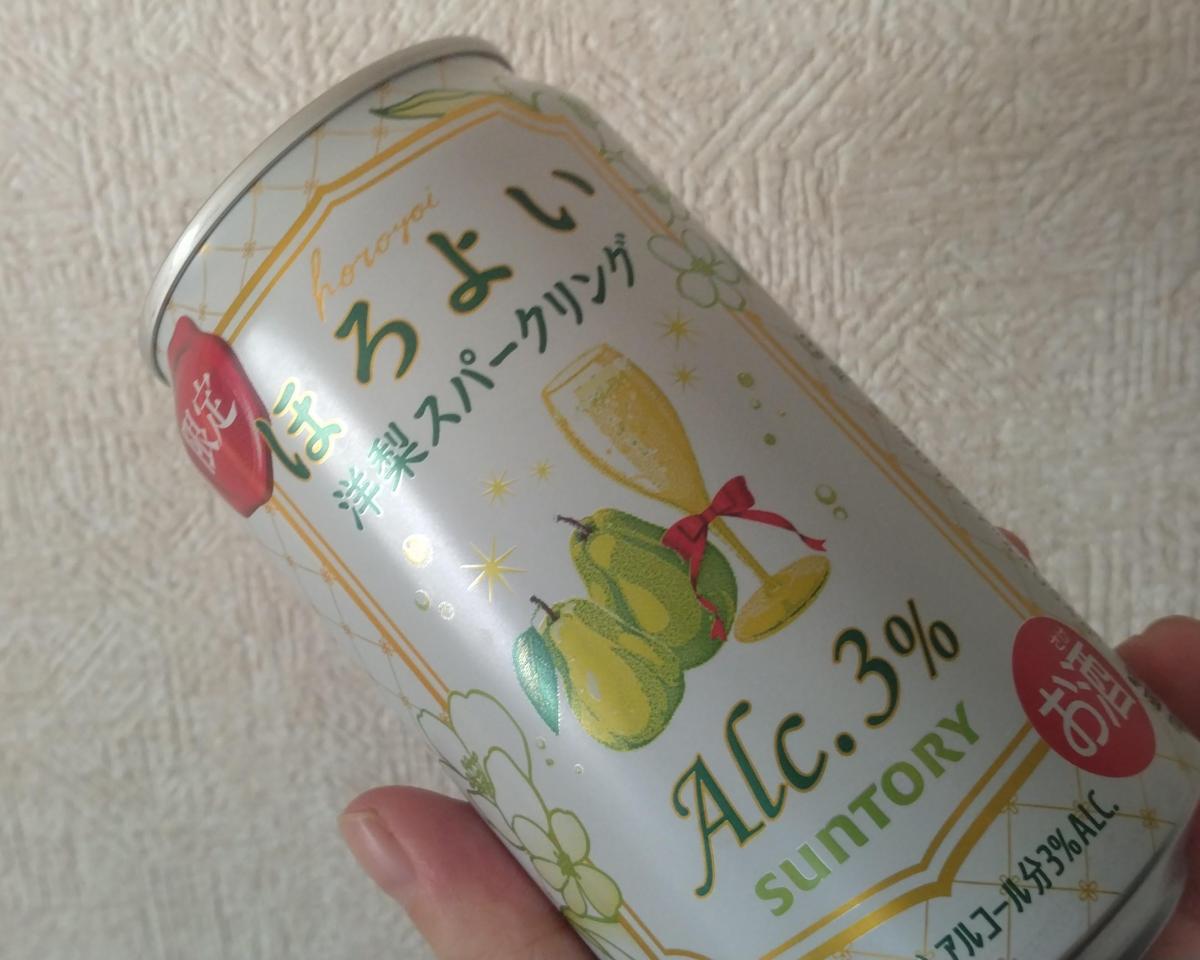 horoyoi
ほろよい
洋梨スパークリング
限定
Alc.3%
SUNTORY
お酒
アルコール分3%ALC.